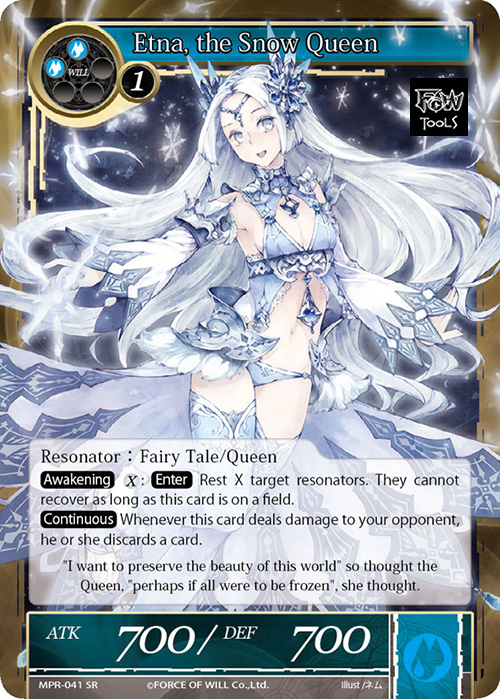 Etna, the Snow Queen
WILL
1
FOW
TOOLS
Resonator : Fairy Tale/Queen
Awakening X: Enter Rest X target resonators. They cannot
recover as long as this card is on a field.
Continuous Whenever this card deals damage to your opponent,
he or she discards a card.
"I want to preserve the beauty of this world" so thought the
Queen, "perhaps if all were to be frozen", she thought.
ATK 700 / DEF 700
MPR-041 SR ©FORCE OF WILL Co.,Ltd. Illust /ネム